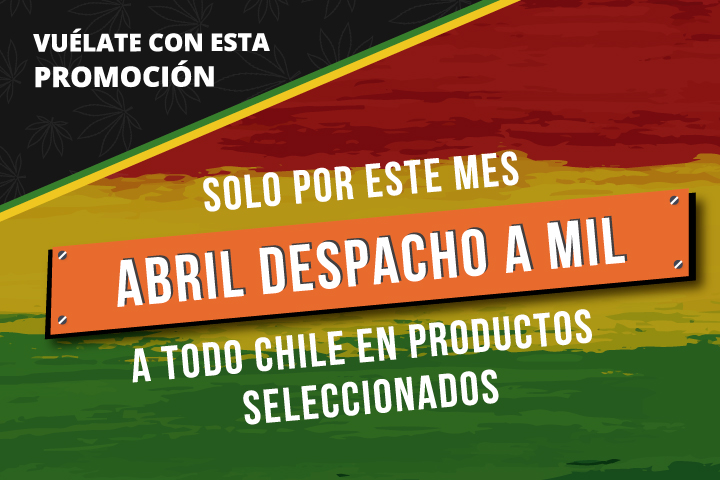 VUÉLATE CON ESTA
PROMOCIÓN
SOLO POR ESTE MES
ABRIL DESPACHO A MIL
A TODO CHILE EN PRODUCTOS
SELECCIONADOS